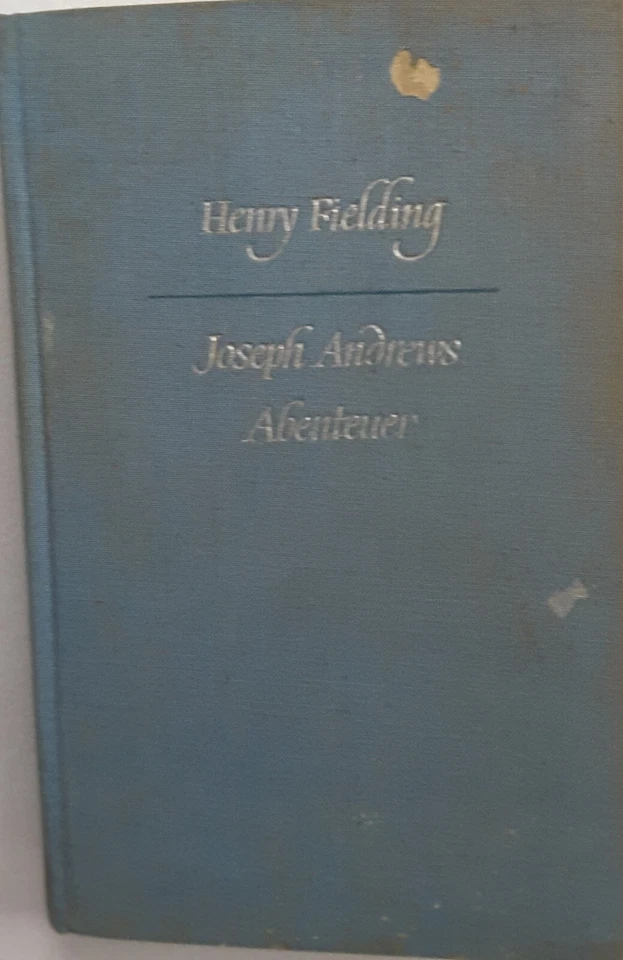 Henry Fielding
Joseph Andrews
Abenteuer